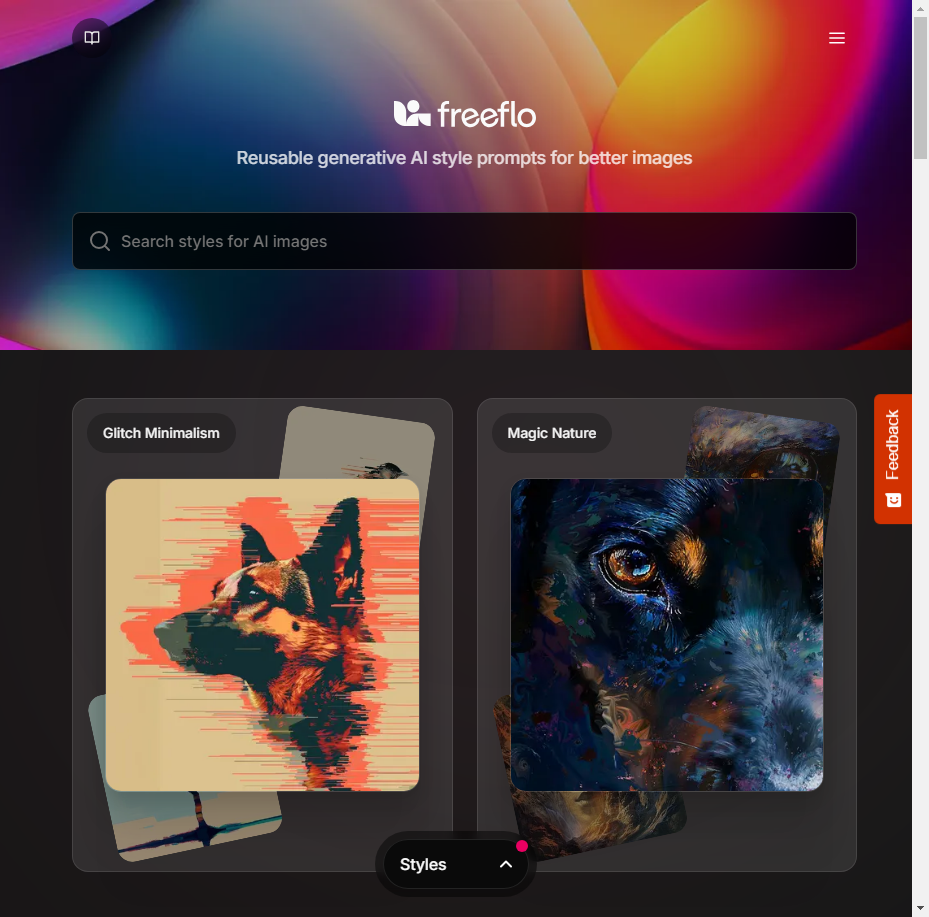 freeflo
Reusable generative AI style prompts for better images
Search styles for AI images
Glitch Minimalism
Magic Nature
Feedback
Styles